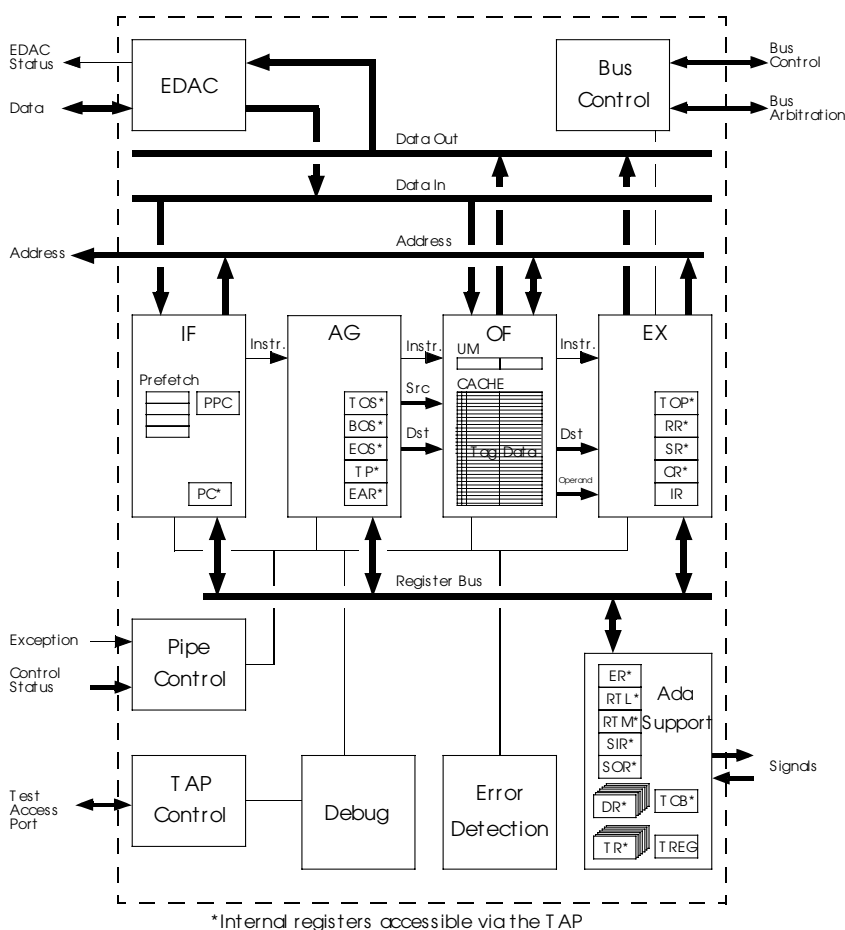 EDAC
Status
Data
EDAC
Bus
Control
Bus
Control
Bus
Arbitration
Data Out
Data In
Address
Address
IF
Prefetch
PPC
PC*
Instr.
AG
TOS*
BOS*
EOS*
TP*
EAR*
Instr.
Src
Dst
OF
UM
CACHE
Tag Data
Instr.
Dst
Operand
EX
TOP*
RR*
SR*
CR*
IR
Register Bus
Exception
Control
Status
Pipe
Control
Test
Access
Port
TAP
Control
Debug
Error
Detection
ER*
RTL*
RTM*
SIR*
SOR*
Ada
Support
DR*
TCB*
TR*
TREG
Signals
*Internal registers accessible via the TAP